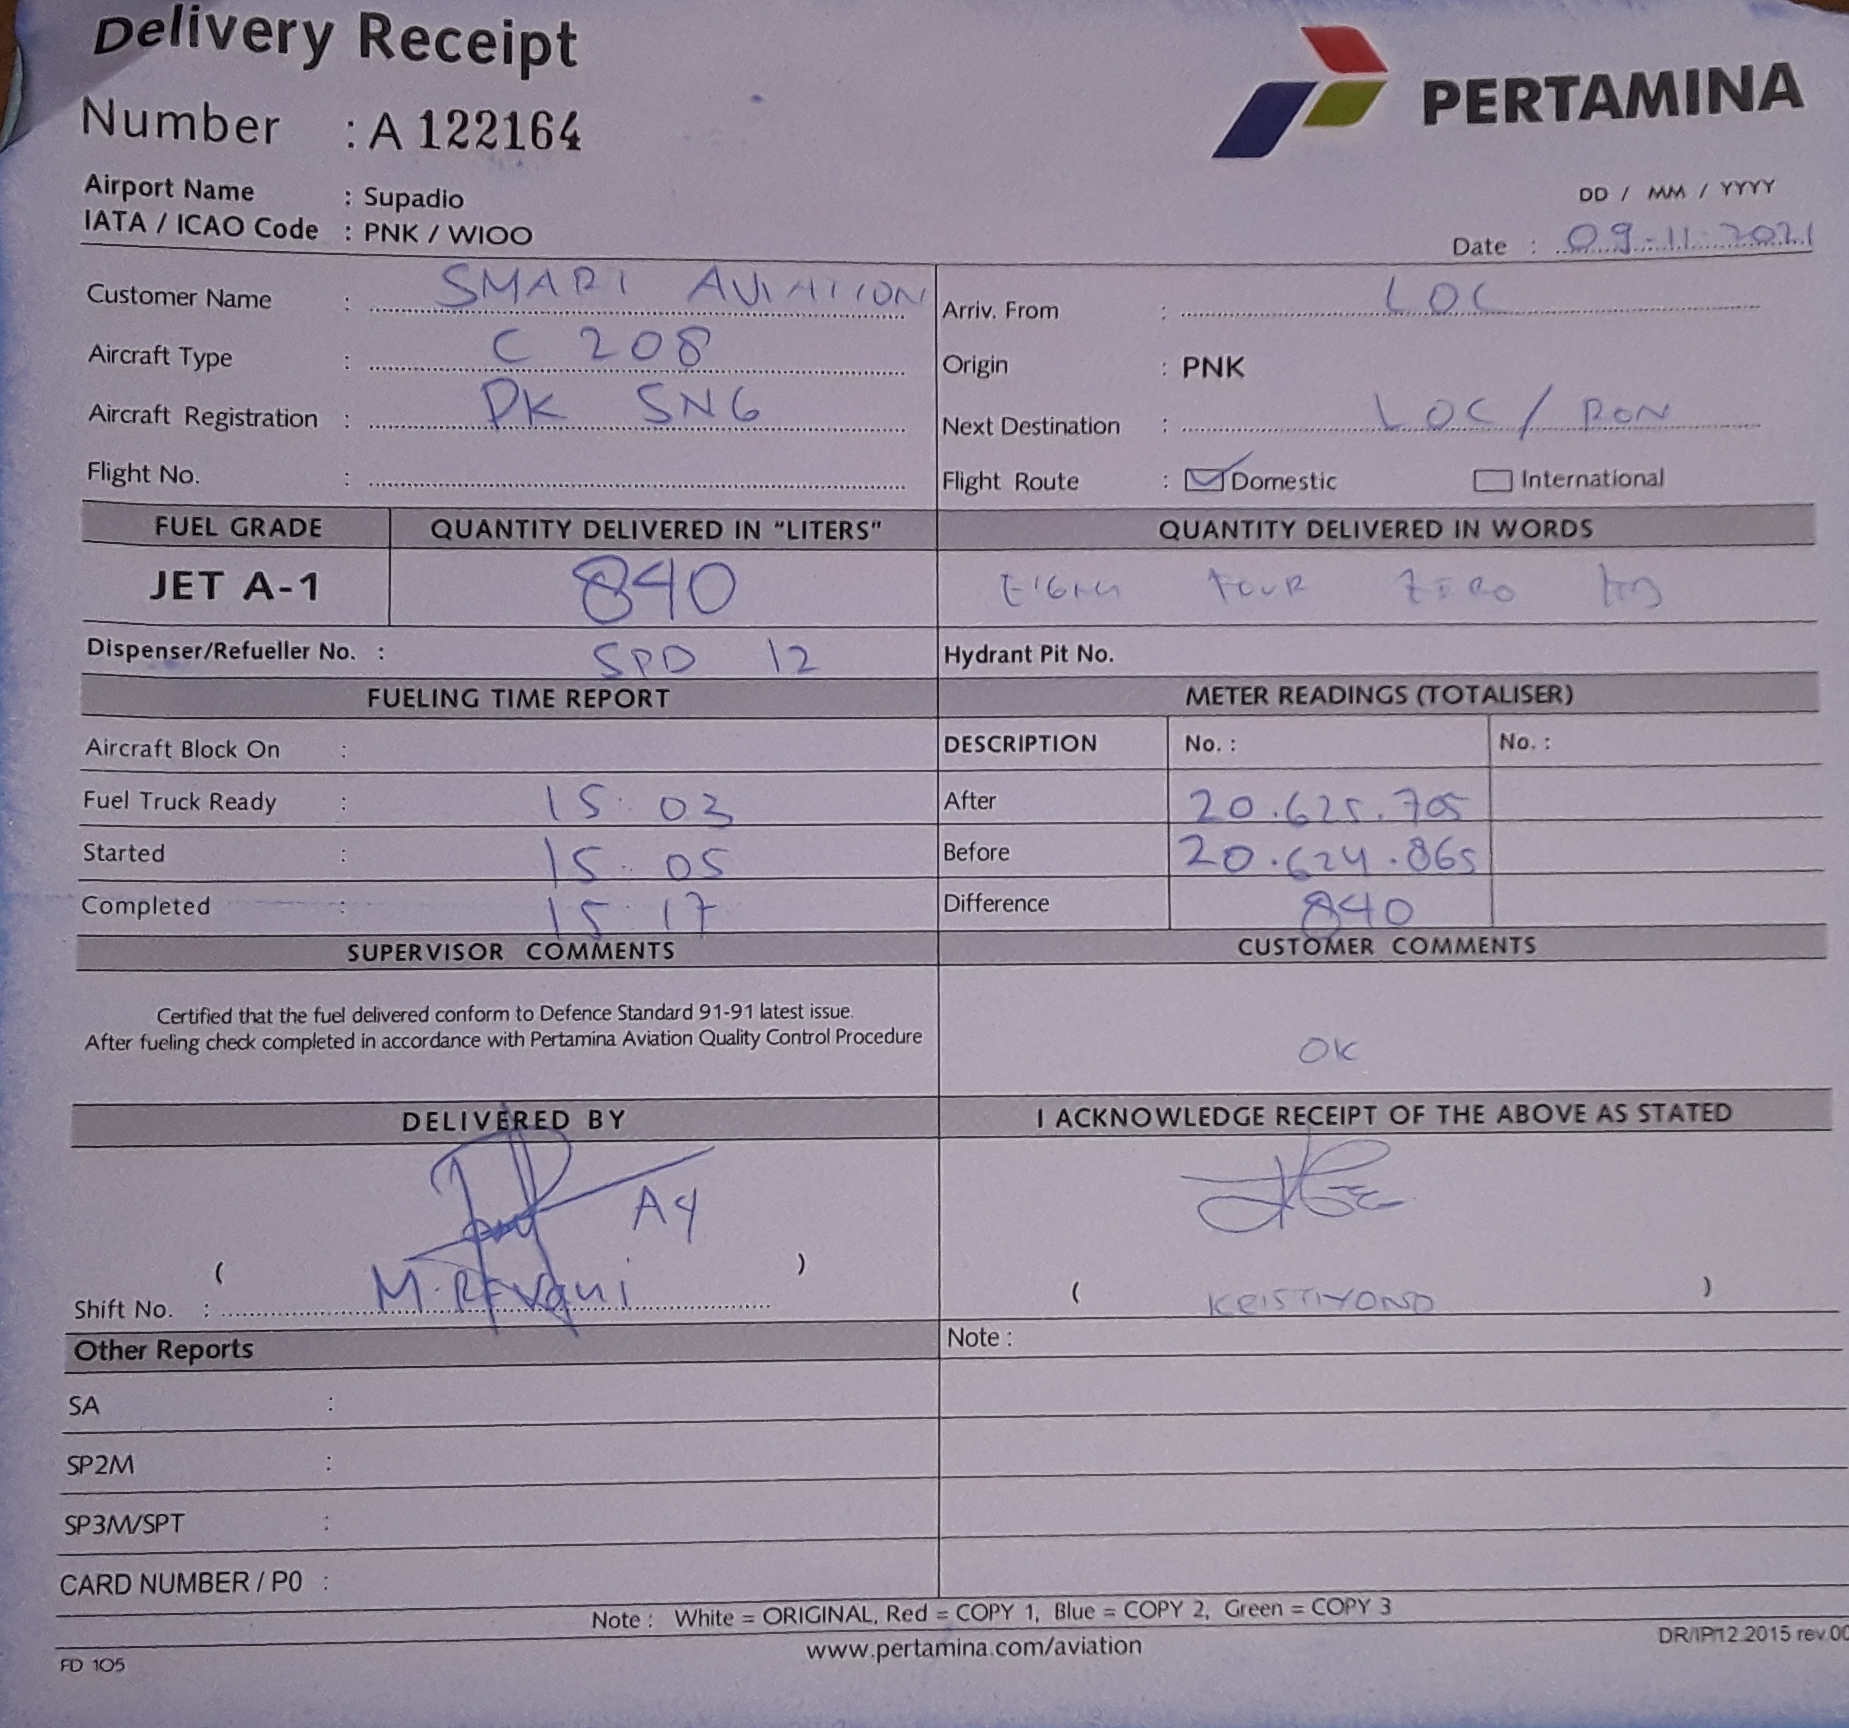 Delivery Receipt
PERTAMINA
Number : A 122164
Airport Name : Supadio
DD / MM / YYYY
IATA / ICAO Code : PNK / WIOO
Date : 09-11-2021
Customer Name : SMART AVIATION
Arriv. From : LOC
Aircraft Type : C 208
Origin : PNK
Aircraft Registration : PK SNG
Next Destination : LOC / RON
Flight No. :
Flight Route : Domestic International
FUEL GRADE QUANTITY DELIVERED IN "LITERS" QUANTITY DELIVERED IN WORDS
JET A-1 840 EIGHT FOUR ZERO
Dispenser/Refueller No. : SPD 12 Hydrant Pit No.
FUELING TIME REPORT METER READINGS (TOTALISER)
Aircraft Block On : DESCRIPTION No. : No. :
Fuel Truck Ready : 15.03 After 20.625.705
Started : 15.05 Before 20.624.865
Completed : 15.17 Difference 840
SUPERVISOR COMMENTS CUSTOMER COMMENTS
Certified that the fuel delivered conform to Defence Standard 91-91 latest issue.
After fueling check completed in accordance with Pertamina Aviation Quality Control Procedure
OK
DELIVERED BY I ACKNOWLEDGE RECEIPT OF THE ABOVE AS STATED
A4
( )
Shift No. : M.
( KRISTIYONO )
Other Reports Note :
SA :
SP2M :
SP3M/SPT :
CARD NUMBER / P0 :
Note : White = ORIGINAL, Red = COPY 1, Blue = COPY 2, Green = COPY 3
www.pertamina.com/aviation
DR/IP/12.2015 rev.00
FD 105